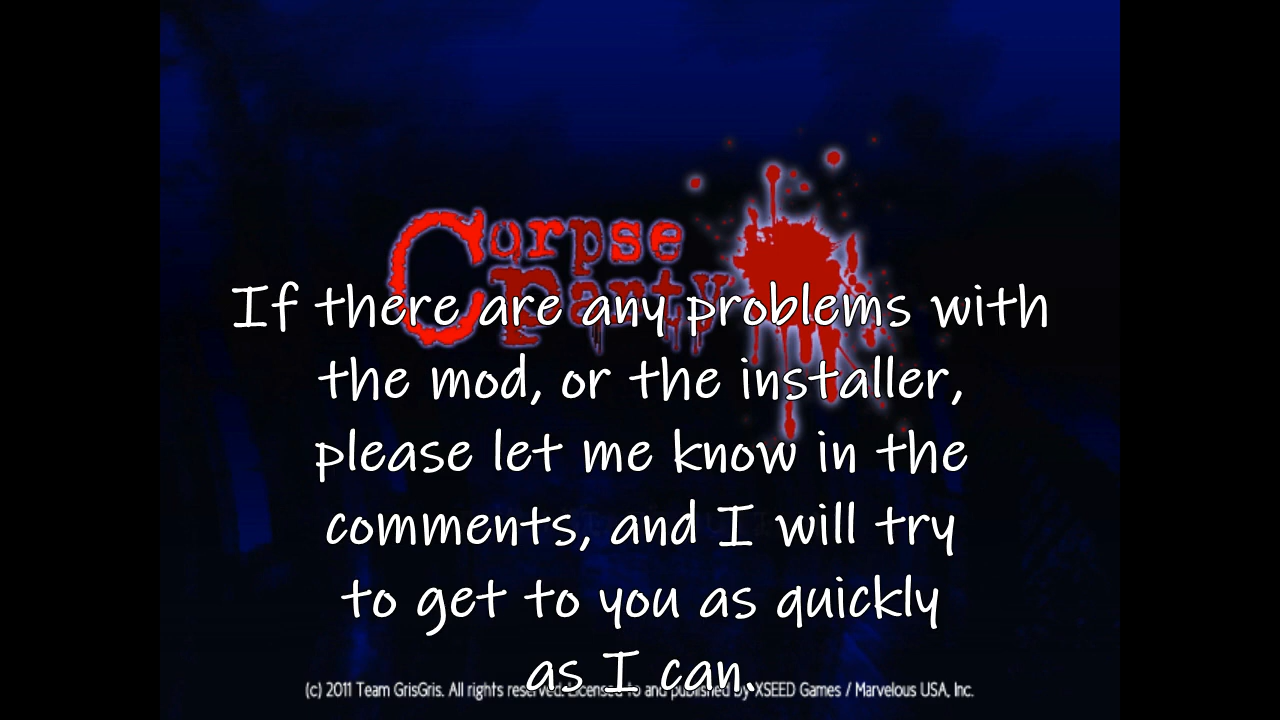 Corpse
Party
If there are any problems with
the mod, or the installer,
please let me know in the
comments, and I will try
to get to you as quickly
as I can.
(c) 2011 Team GrisGris. All rights reserved. Licensed to and published by XSEED Games / Marvelous USA, Inc.